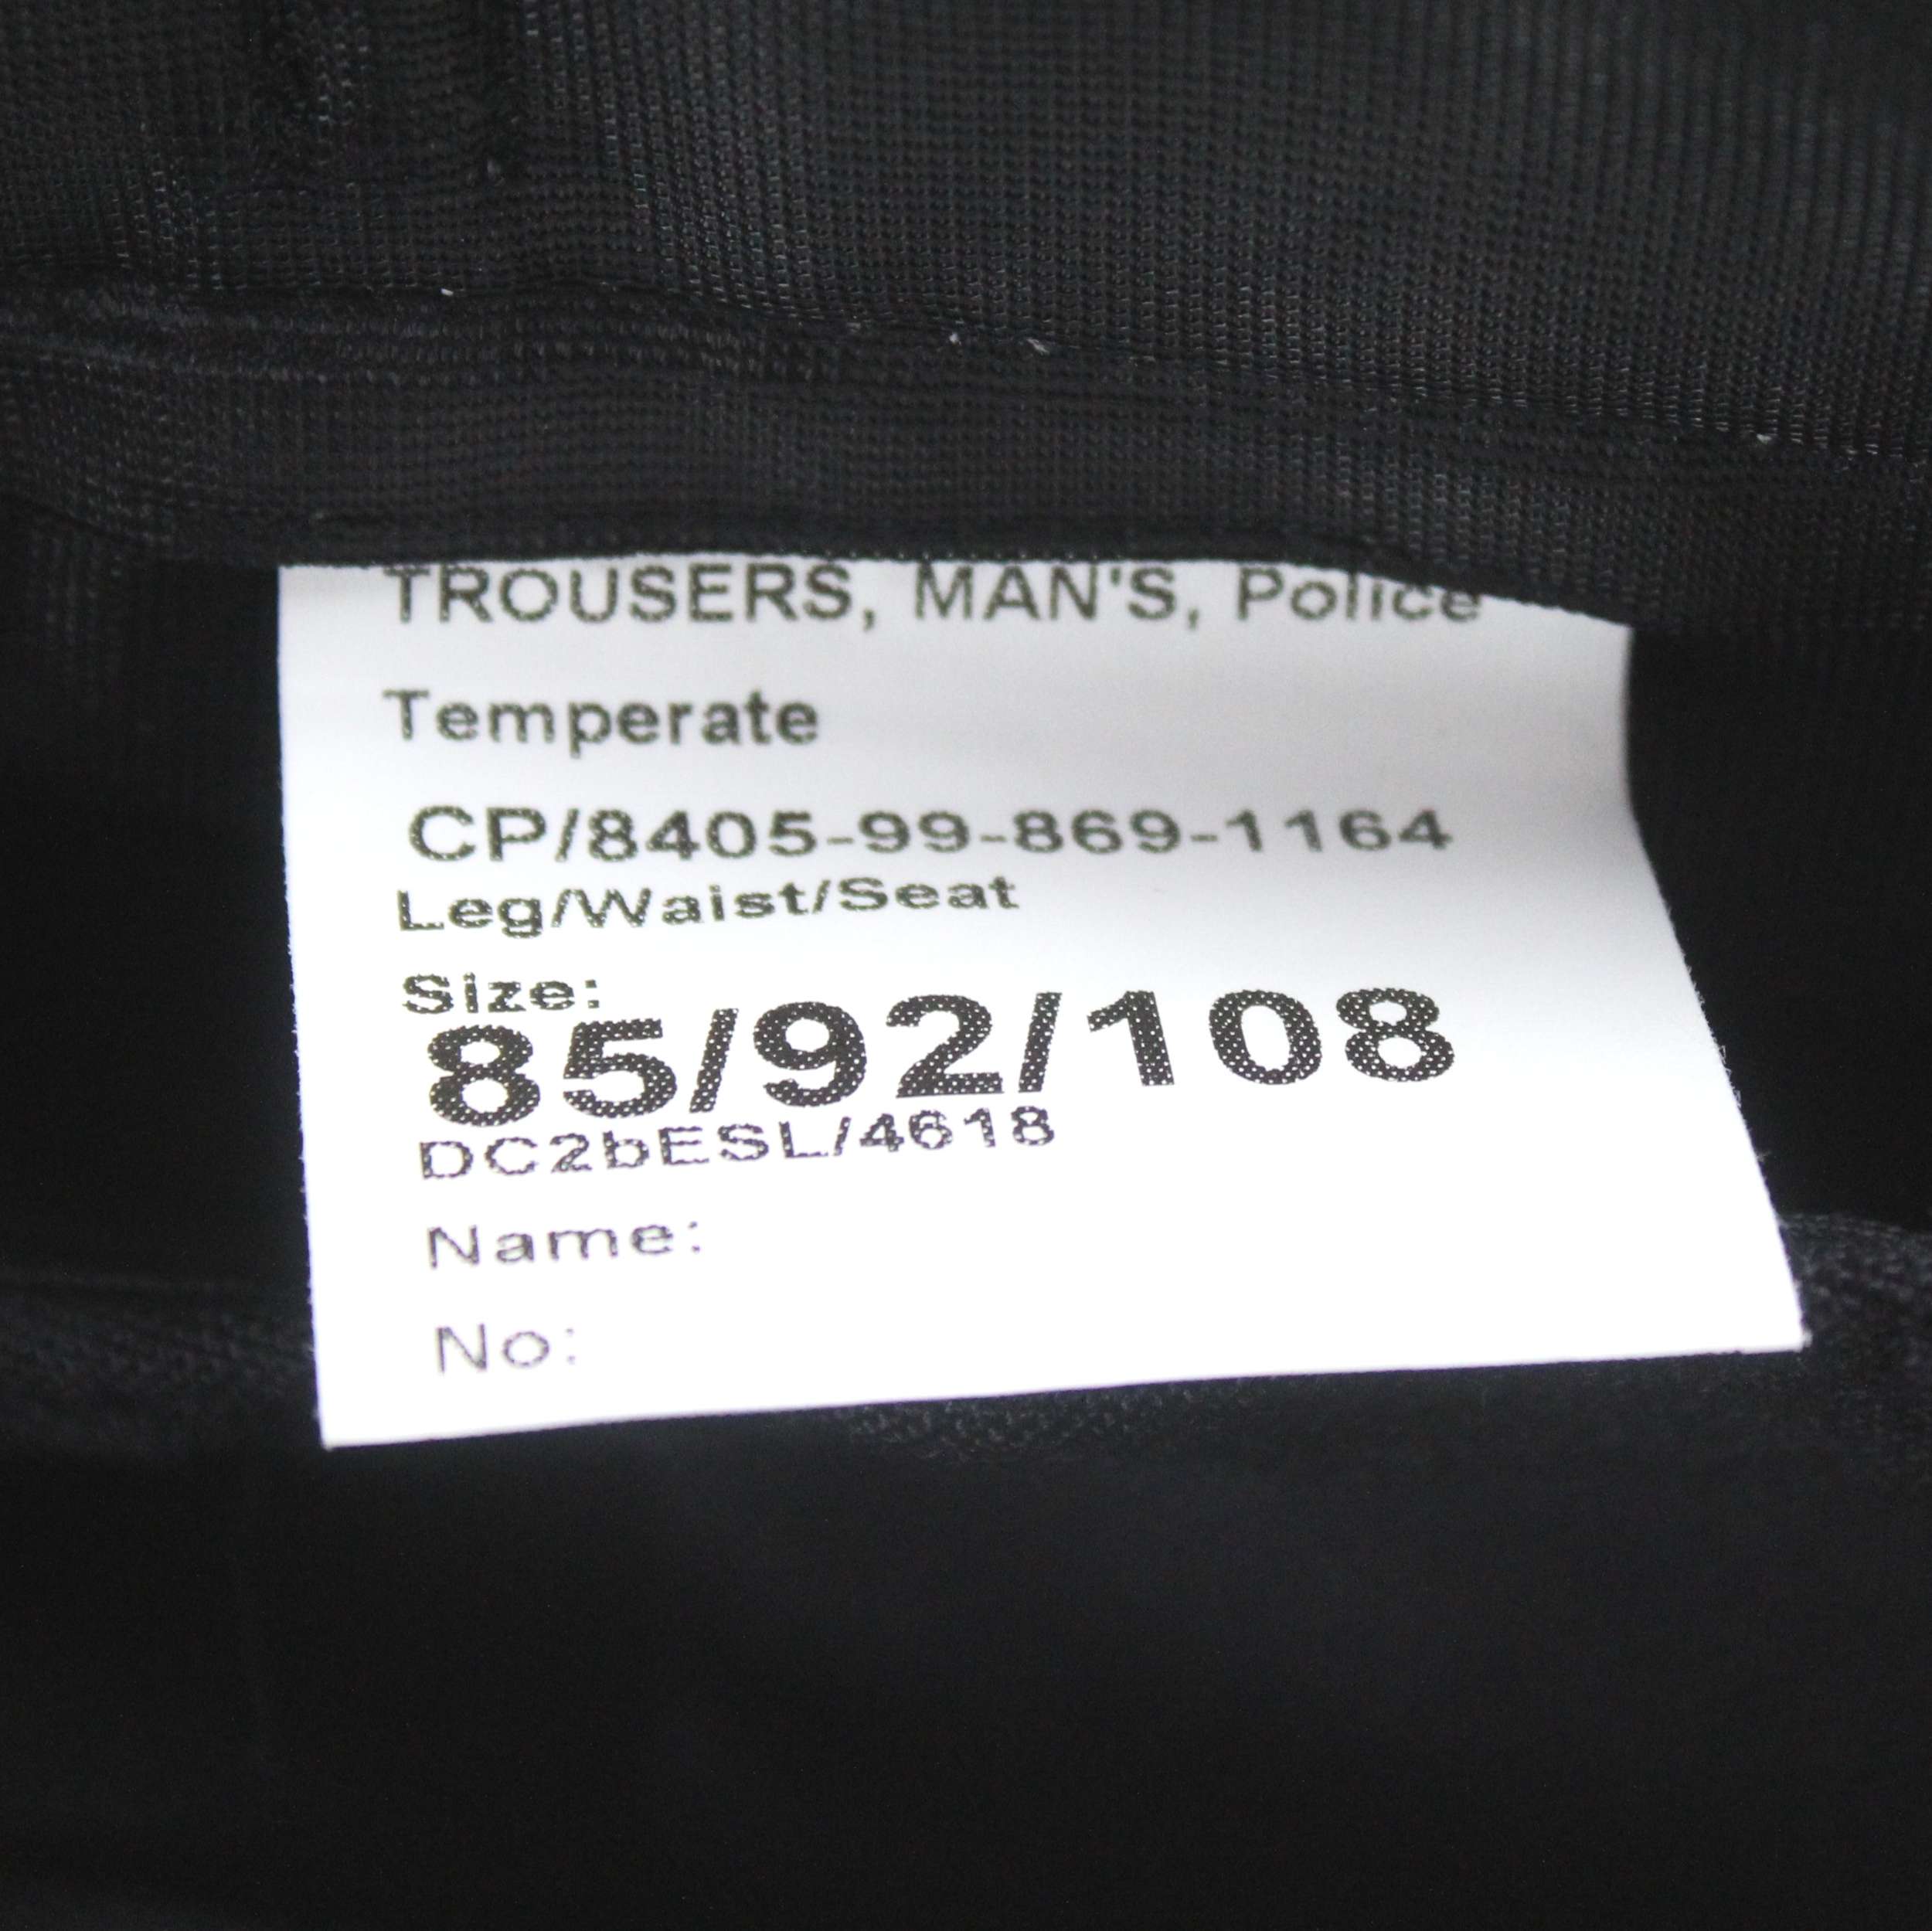 TROUSERS, MAN'S, Police
Temperate
CP/8405-99-869-1164
Leg/Waist/Seat
Size:
85/92/108
DC2bESL/4618
Name:
No: